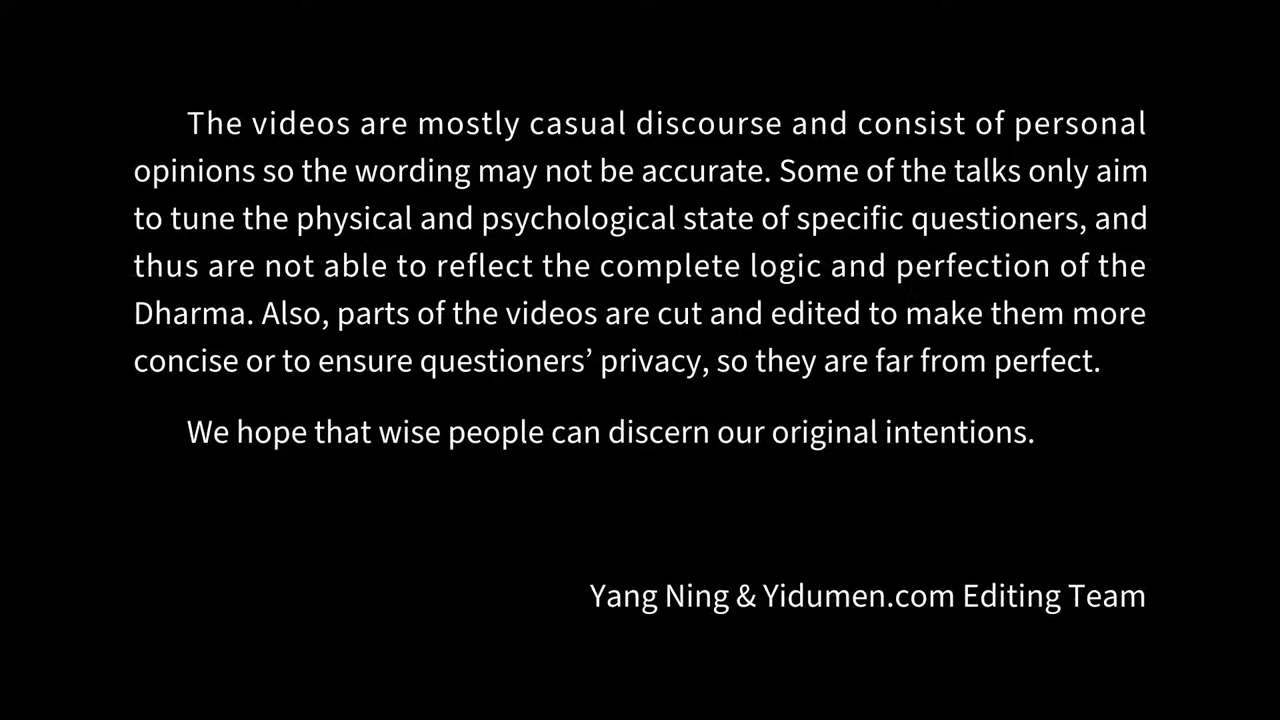 The videos are mostly casual discourse and consist of personal
opinions so the wording may not be accurate. Some of the talks only aim
to tune the physical and psychological state of specific questioners, and
thus are not able to reflect the complete logic and perfection of the
Dharma. Also, parts of the videos are cut and edited to make them more
concise or to ensure questioners’ privacy, so they are far from perfect.
We hope that wise people can discern our original intentions.
Yang Ning & Yidumen.com Editing Team